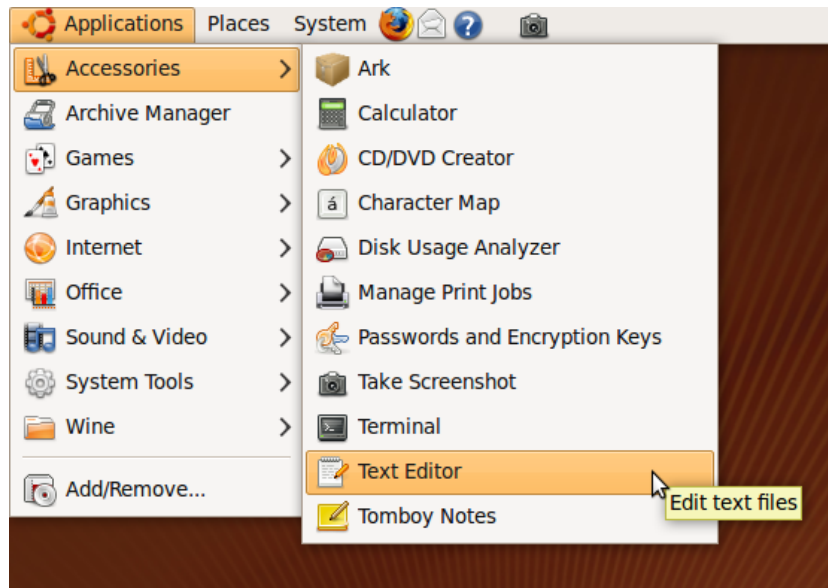 Applications Places System
Accessories
Archive Manager
Games
Graphics
Internet
Office
Sound & Video
System Tools
Wine
Add/Remove...
Ark
Calculator
CD/DVD Creator
á Character Map
Disk Usage Analyzer
Manage Print Jobs
Passwords and Encryption Keys
Take Screenshot
Terminal
Text Editor
Edit text files
Tomboy Notes